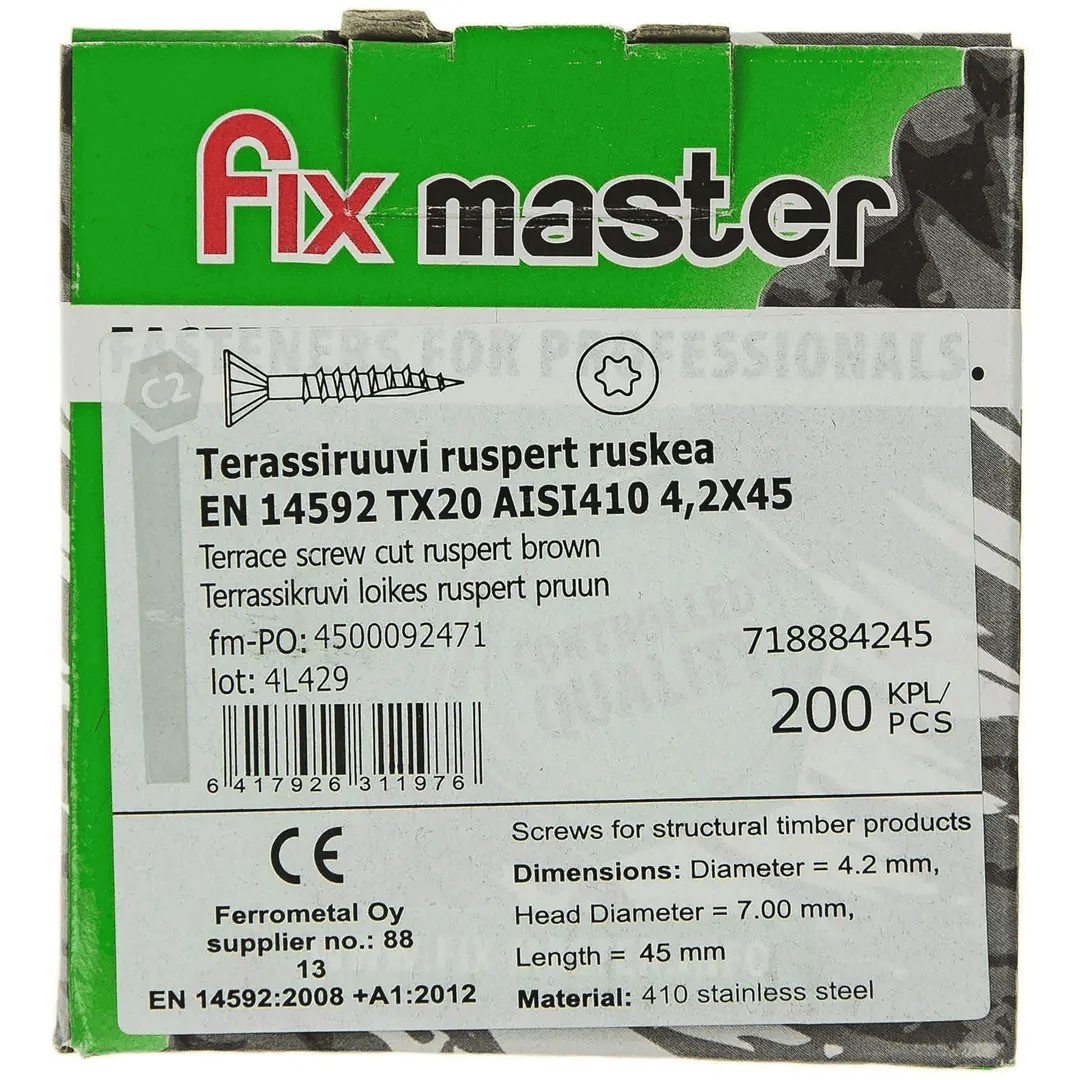 fix master
FASTENERS FOR PROFESSIONALS
C2
Terassiruuvi ruspert ruskea
EN 14592 TX20 AISI410 4,2X45
Terrace screw cut ruspert brown
Terrassikruvi loikes ruspert pruun
fm-PO: 4500092471
718884245
lot: 4L429
200 KPL/
PCS
CONTROLLED
QUALITY
6 417926 311976
CE
Ferrometal Oy
supplier no.: 88
13
EN 14592:2008 +A1:2012
Screws for structural timber products
Dimensions: Diameter = 4.2 mm,
Head Diameter = 7.00 mm,
Length = 45 mm
Material: 410 stainless steel